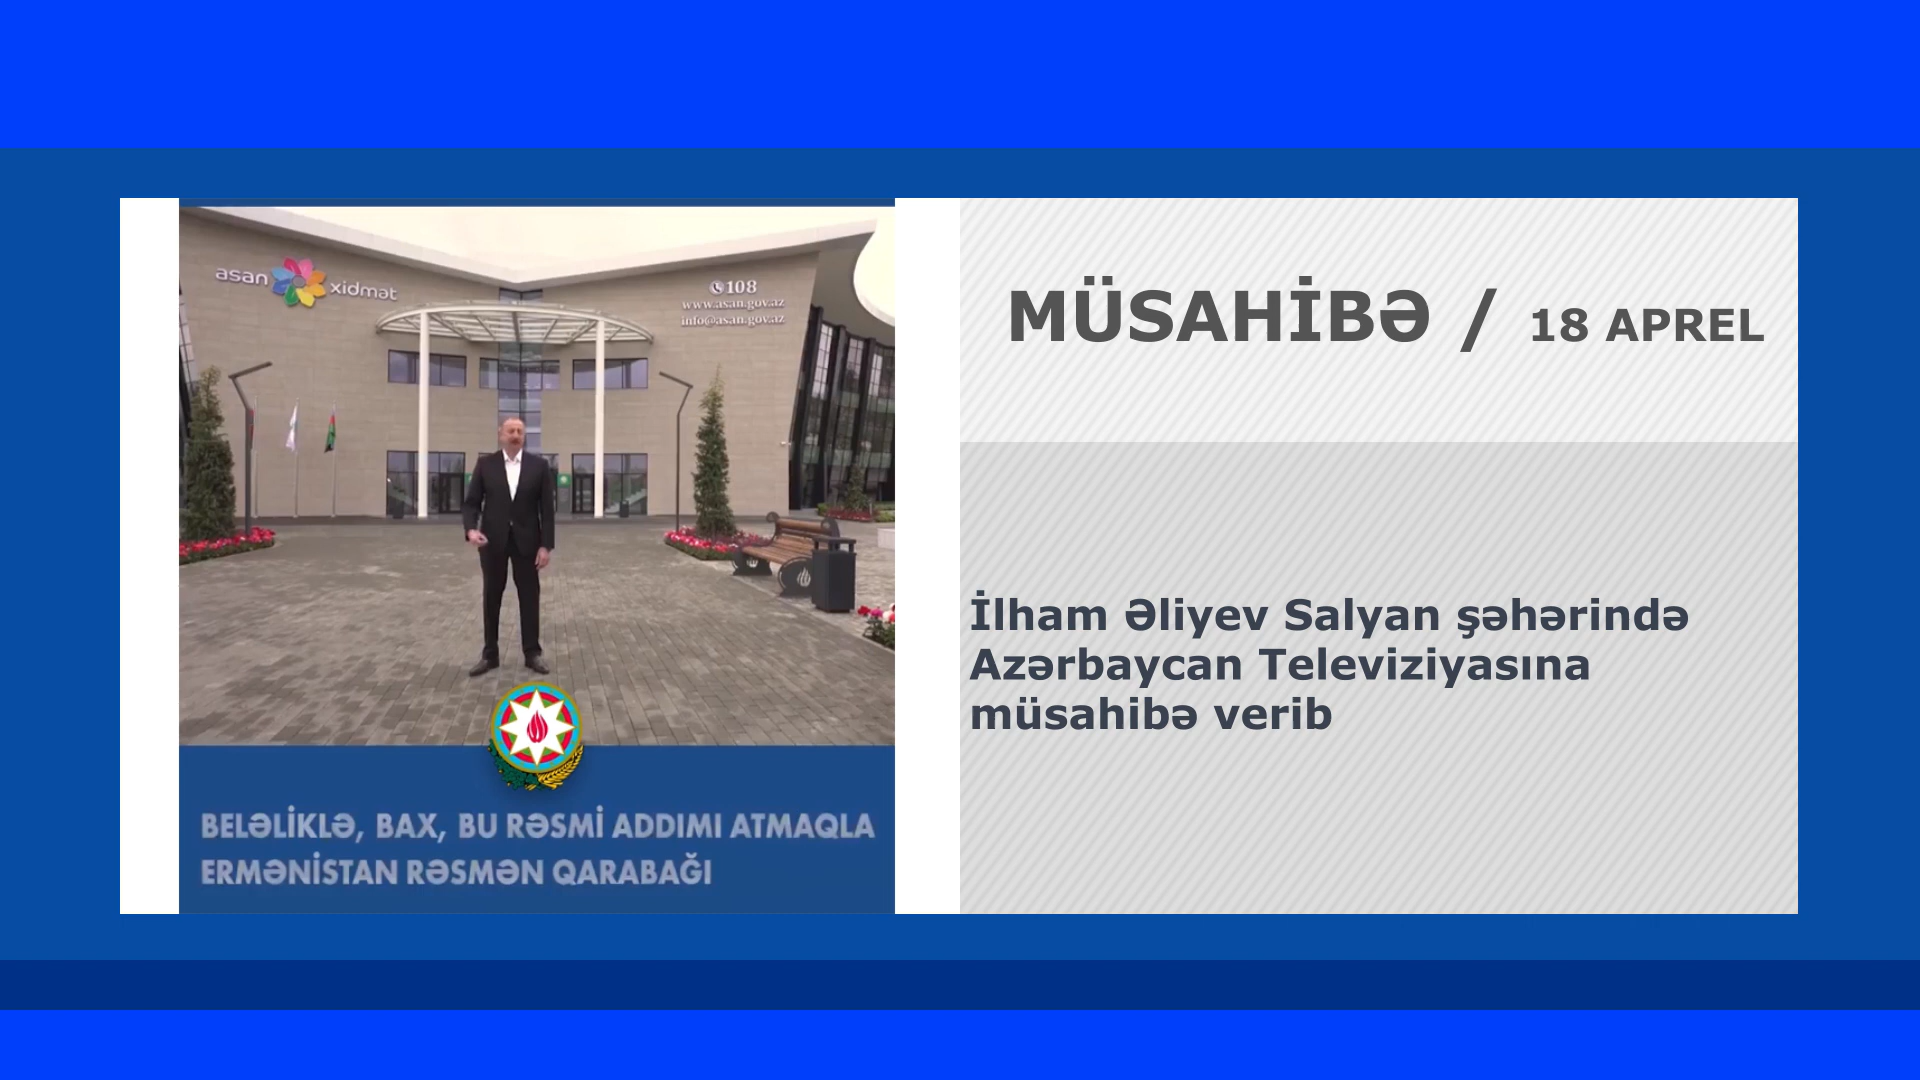 asan xidmət
108
www.asan.gov.az
info@asan.gov.az
BELƏLİKLƏ, BAX, BU RƏSMİ ADDIMI ATMAQLA
ERMƏNİSTAN RƏSMƏN QARABAĞI
MÜSAHİBƏ / 18 APREL
İlham Əliyev Salyan şəhərində
Azərbaycan Televiziyasına
müsahibə verib